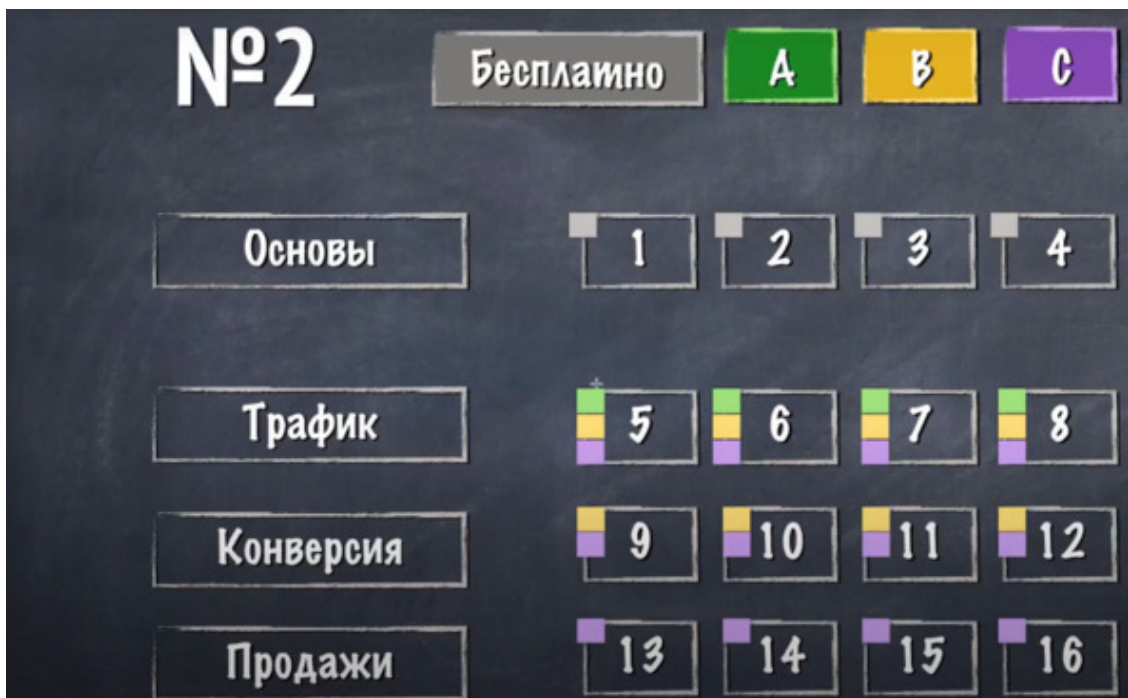 №2 Бесплатно A B C
Основы 1 2 3 4
Трафик 5 6 7 8
Конверсия 9 10 11 12
Продажи 13 14 15 16